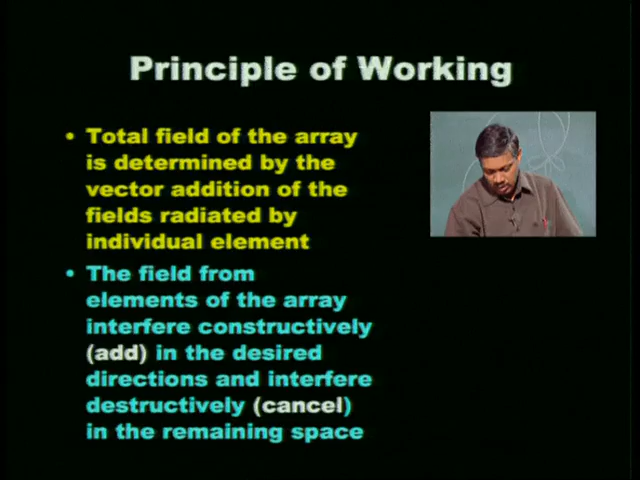 Principle of Working
• Total field of the array
is determined by the
vector addition of the
fields radiated by
individual element
• The field from
elements of the array
interfere constructively
(add) in the desired
directions and interfere
destructively (cancel)
in the remaining space